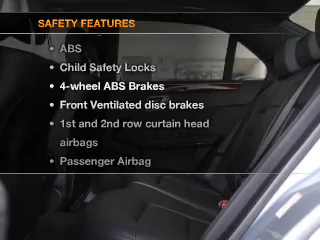 SAFETY FEATURES
• ABS
• Child Safety Locks
• 4-wheel ABS Brakes
• Front Ventilated disc brakes
• 1st and 2nd row curtain head
airbags
• Passenger Airbag